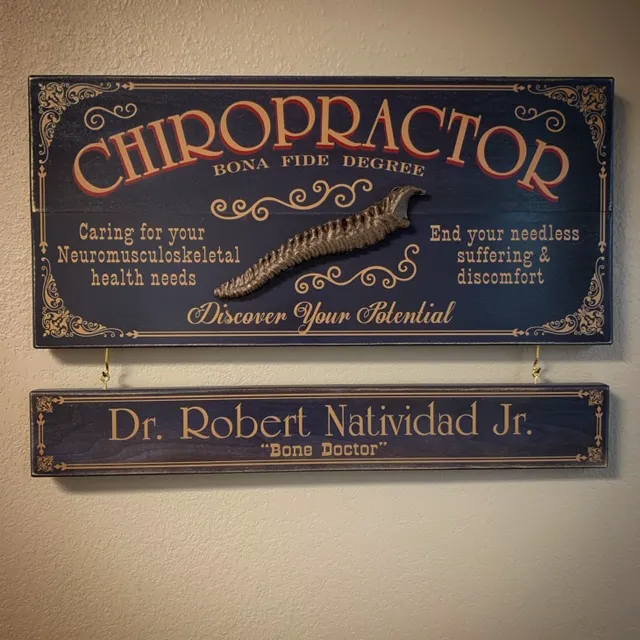 CHIROPRACTOR
BONA FIDE DEGREE
Caring for your
Neuromusculoskeletal
health needs
End your needless
suffering &
discomfort
Discover Your Potential
Dr. Robert Natividad Jr.
"Bone Doctor"